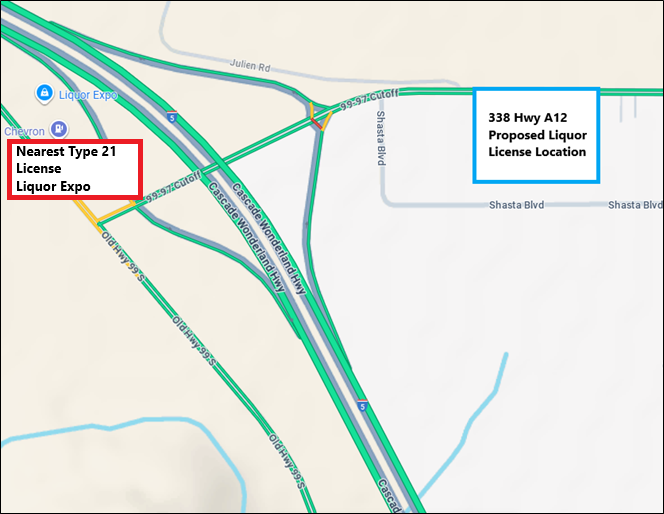 Julien Rd
Liquor Expo
5
99-97 Cutoff
Chevron
338 Hwy A12
Proposed Liquor
License Location
Nearest Type 21
License
Liquor Expo
Shasta Blvd
99-97 Cutoff
Cascade Wonderland Hwy
Cascade Wonderland Hwy
Shasta Blvd
Shasta Blvd
Old Hwy 99 S
Old Hwy 99 S
5
Old Hwy 99 S
Cascad